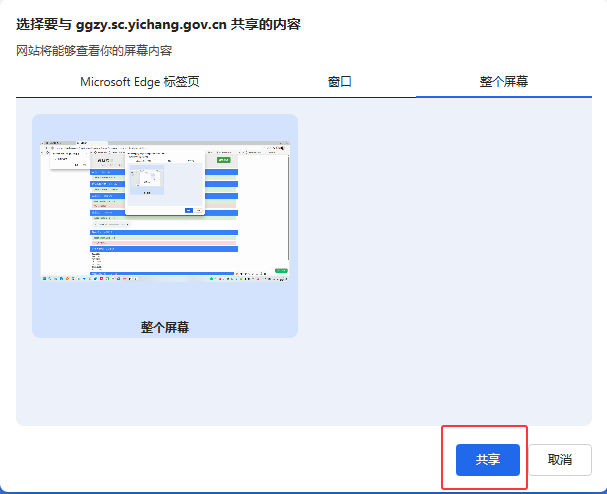 选择要与 ggzy.sc.yichang.gov.cn 共享的内容
网站将能够查看你的屏幕内容
Microsoft Edge 标签页
窗口
整个屏幕
整个屏幕
共享
取消